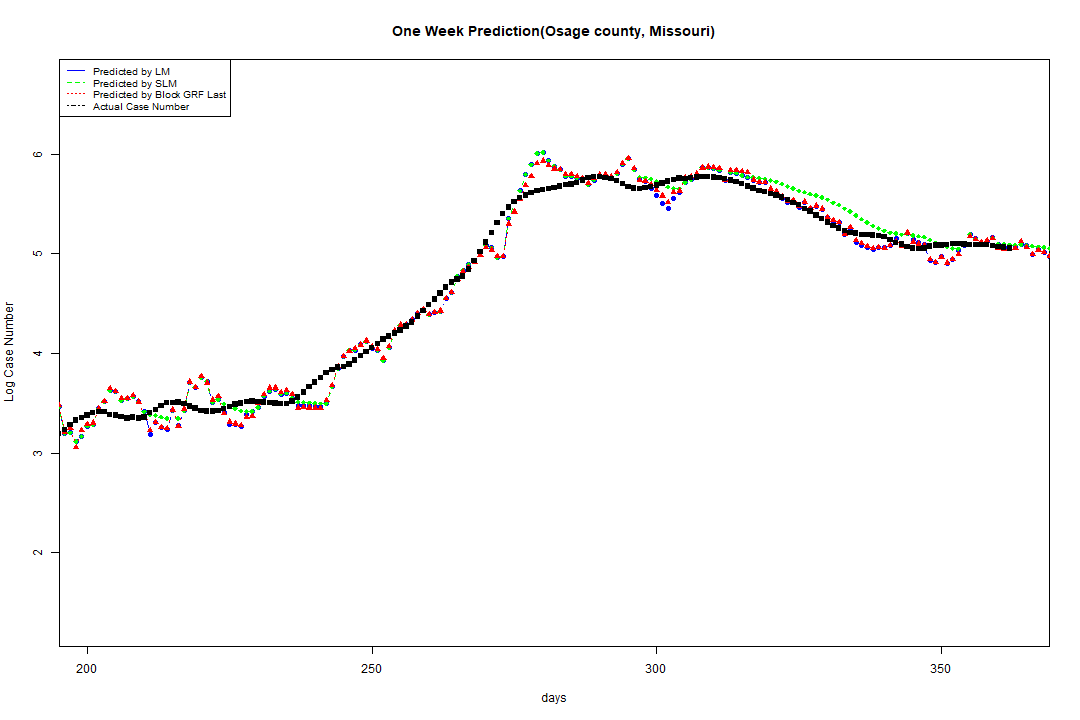 One Week Prediction(Osage county, Missouri)
Predicted by LM
Predicted by SLM
Predicted by Block GRF Last
Actual Case Number
6
5
4
3
2
Log Case Number
200 250 300 350
days